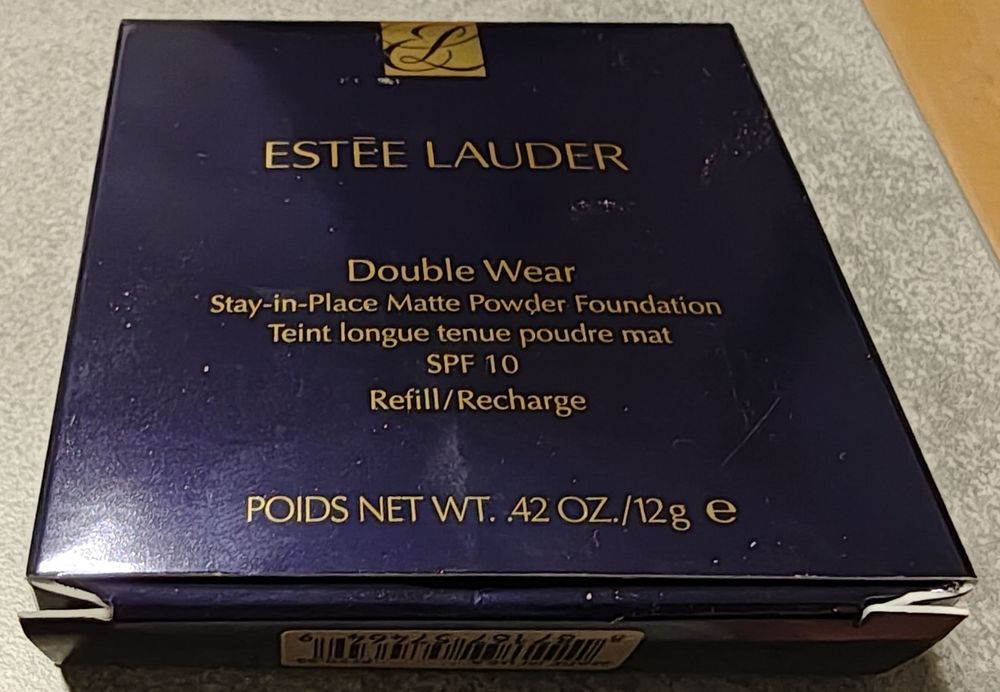 ESTĒE LAUDER
Double Wear
Stay-in-Place Matte Powder Foundation
Teint longue tenue poudre mat
SPF 10
Refill/Recharge
POIDS NET WT. .42 OZ./12g e